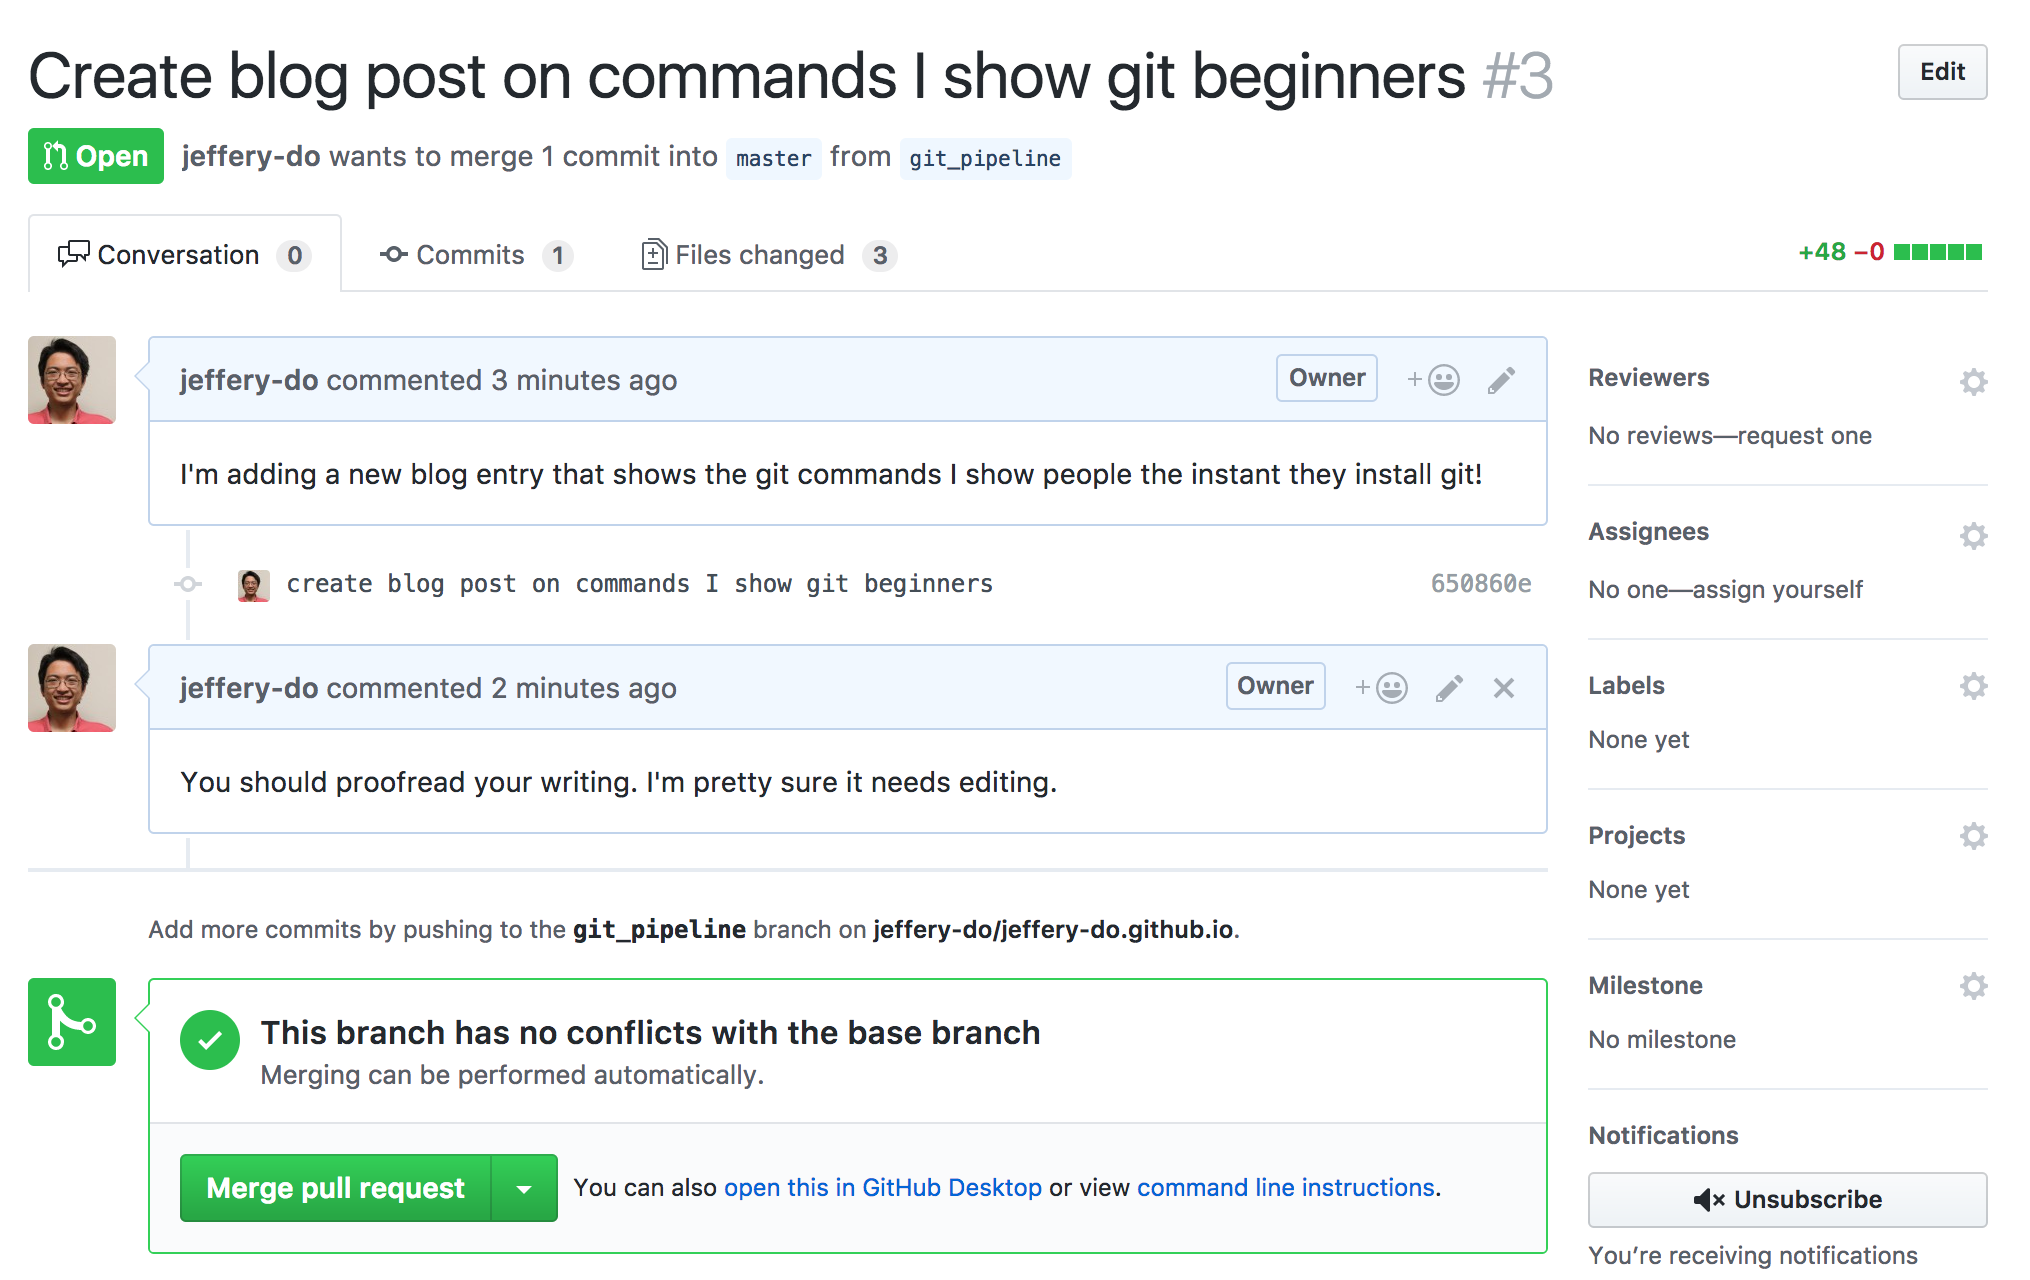 Create blog post on commands I show git beginners #3
Edit
Open jeffery-do wants to merge 1 commit into master from git_pipeline
Conversation 0 Commits 1 Files changed 3 +48 −0
jeffery-do commented 3 minutes ago Owner
I'm adding a new blog entry that shows the git commands I show people the instant they install git!
create blog post on commands I show git beginners 650860e
jeffery-do commented 2 minutes ago Owner
You should proofread your writing. I'm pretty sure it needs editing.
Add more commits by pushing to the git_pipeline branch on jeffery-do/jeffery-do.github.io.
This branch has no conflicts with the base branch
Merging can be performed automatically.
Merge pull request You can also open this in GitHub Desktop or view command line instructions.
Reviewers
No reviews—request one
Assignees
No one—assign yourself
Labels
None yet
Projects
None yet
Milestone
No milestone
Notifications
Unsubscribe
You’re receiving notifications